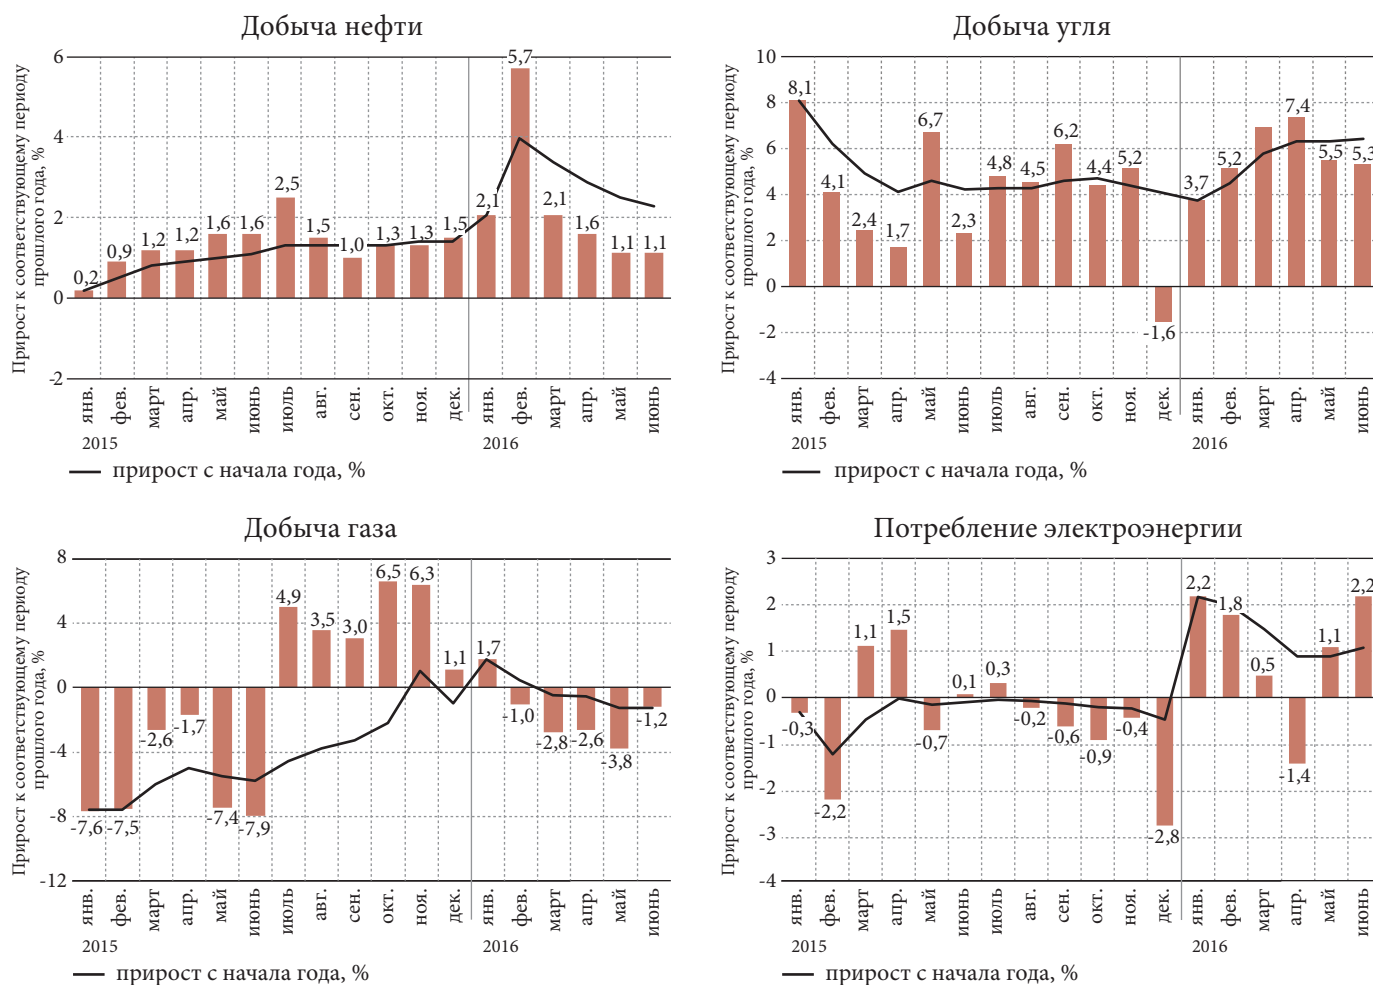 Добыча нефти
Прирост к соответствующему периоду
прошлого года, %
6
4
2
0
-2
0,2
0,9
1,2
1,2
1,6
1,6
2,5
1,5
1,0
1,3
1,3
1,5
2,1
5,7
2,1
1,6
1,1
1,1
янв.
фев.
март
апр.
май
июнь
июль
авг.
сен.
окт.
ноя.
дек.
янв.
фев.
март
апр.
май
июнь
2015
2016
прирост с начала года, %
Добыча угля
Прирост к соответствующему периоду
прошлого года, %
10
8
6
4
2
0
-2
-4
8,1
4,1
2,4
1,7
6,7
2,3
4,8
4,5
6,2
4,4
5,2
-1,6
3,7
5,2
7,4
5,5
5,3
янв.
фев.
март
апр.
май
июнь
июль
авг.
сен.
окт.
ноя.
дек.
янв.
фев.
март
апр.
май
июнь
2015
2016
прирост с начала года, %
Добыча газа
Прирост к соответствующему периоду
прошлого года, %
8
4
0
-4
-8
-12
-7,6
-7,5
-2,6
-1,7
-7,4
-7,9
4,9
3,5
3,0
6,5
6,3
1,1
1,7
-1,0
-2,8
-2,6
-3,8
-1,2
янв.
фев.
март
апр.
май
июнь
июль
авг.
сен.
окт.
ноя.
дек.
янв.
фев.
март
апр.
май
июнь
2015
2016
прирост с начала года, %
Потребление электроэнергии
Прирост к соответствующему периоду
прошлого года, %
3
2
1
0
-1
-2
-3
-4
-0,3
-2,2
1,1
1,5
-0,7
0,1
0,3
-0,2
-0,6
-0,9
-0,4
-2,8
2,2
1,8
0,5
-1,4
1,1
2,2
янв.
фев.
март
апр.
май
июнь
июль
авг.
сен.
окт.
ноя.
дек.
янв.
фев.
март
апр
май
июнь
2015
2016
прирост с начала года, %